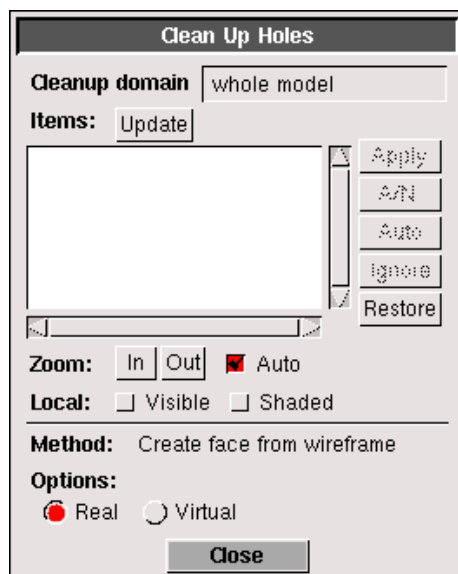 Clean Up Holes
Cleanup domain whole model
Items: Update
Apply
A/N
Auto
Ignore
Restore
Zoom: In Out Auto
Local: Visible Shaded
Method: Create face from wireframe
Options:
Real Virtual
Close